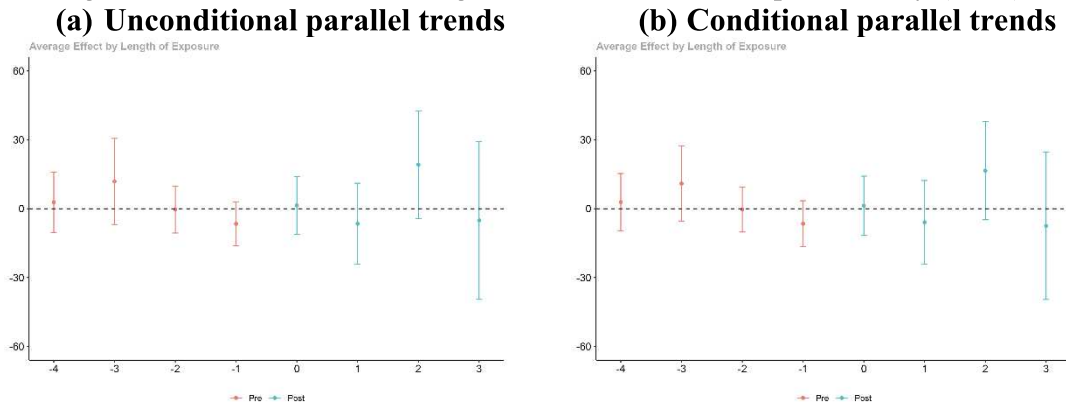 (a) Unconditional parallel trends
(b) Conditional parallel trends
Average Effect by Length of Exposure
Average Effect by Length of Exposure
60
30
0
-30
-60
-4 -3 -2 -1 0 1 2 3
Pre Post
60
30
0
-30
-60
-4 -3 -2 -1 0 1 2 3
Pre Post